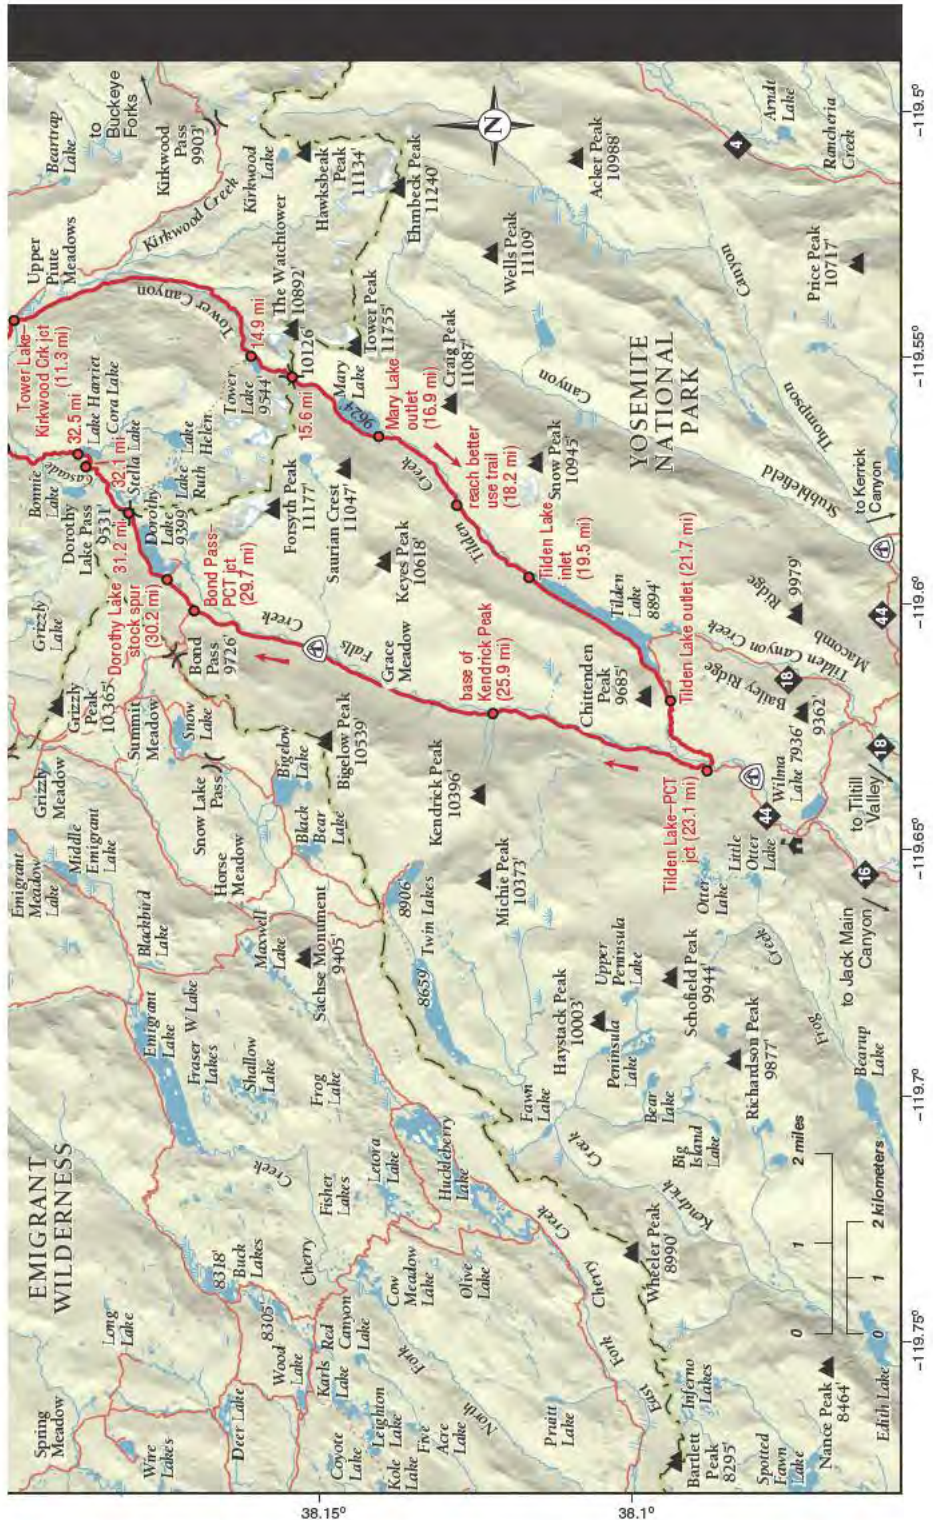 Spring
Meadow
Long
Lake
EMIGRANT
WILDERNESS
Wire
Lakes
Deer Lake
Wood
Lake
8305'
8318'
Buck
Lakes
Karls
Lake
Red
Canyon
Lake
Coyote
Lake
Leighton
Lake
Kole
Lake
Five
Acre
Lake
Cherry
Creek
Fisher
Lakes
Letora
Lake
Huckleberry
Lake
Cow
Meadow
Lake
Olive
Lake
North
Fork
Pruitt
Lake
East
Fork
Cherry
Creek
Bartlett
Peak
8295'
Inferno
Lakes
Spotted
Fawn
Lake
Nance Peak
8464'
Edith Lake
Wheeler Peak
8990'
Kendrick
Creek
0
1
2 miles
0
1
2 kilometers
Emigrant
Meadow
Lake
Middle
Emigrant
Lake
Grizzly
Meadow
Blackbird
Lake
Emigrant
Lake
Fraser
Lakes
W Lake
Shallow
Lake
Frog
Lake
Maxwell
Lake
Horse
Meadow
Sachse Monument
9405'
Snow Lake
Pass
Black
Bear
Lake
Bigelow
Lake
Bigelow Peak
10539'
Snow
Lake
Summit
Meadow
Grizzly
Peak
10365'
Grizzly
Lake
Bond
Pass
9726'
8906'
Twin Lakes
8659'
Fawn
Lake
Haystack Peak
10003'
Upper
Peninsula
Lake
Peninsula
Lake
Bear
Lake
Big
Island
Lake
Schofield Peak
9944'
Richardson Peak
9877'
Frog
Creek
Bearup
Lake
Michie Peak
10373'
Kendrick Peak
10396'
Otter
Lake
Little
Otter
Lake
Wilma
Lake 7936'
to Jack Main
Canyon
to Tiltill
Valley
16
44
18
18
44
4
Tower Lake–
Kirkwood Crk jct
(11.3 mi)
32.5 mi
Lake Harriet
Cora Lake
32.1 mi
Stella Lake
Bonnie
Lake
Cascade
Dorothy
Lake Pass
9531'
31.2 mi
Dorothy
Lake
9399'
Lake
Ruth
Lake
Helen
Dorothy Lake
stock spur
(30.2 mi)
Bond Pass–
PCT jct
(29.7 mi)
Falls
Creek
Grace
Meadow
base of
Kendrick Peak
(25.9 mi)
Tilden Lake–PCT
jct (23.1 mi)
Tilden Lake outlet (21.7 mi)
Chittenden
Peak
9685'
Tilden
Lake
8894'
Tilden Lake
inlet
(19.5 mi)
reach better
use trail
(18.2 mi)
Mary Lake
outlet
(16.9 mi)
Tilden
Creek
Mary
Lake
9624'
15.6 mi
10126'
14.9 mi
Tower
Lake
9544'
Tower Canyon
Upper
Piute
Meadows
Kirkwood Creek
Kirkwood
Lake
Kirkwood
Pass
9903'
Beartrap
Lake
to
Buckeye
Forks
The Watchtower
10892'
Hawksbeak
Peak
11134'
Ehrnbeck Peak
11240'
Tower Peak
11755'
Forsyth Peak
11177'
Saurian Crest
11047'
Keyes Peak
10618'
Craig Peak
11087'
Snow Peak
10945'
Wells Peak
11109'
Acker Peak
10988'
Price Peak
10717'
N
Arndt
Lake
Rancheria
Creek
YOSEMITE
NATIONAL
PARK
Stubblefield
Canyon
Thompson
Canyon
to Kerrick
Canyon
Macomb
Ridge
9979'
Tilden Canyon Creek
Bailey Ridge
9362'
-119.5°
-119.55°
-119.6°
-119.65°
-119.7°
-119.75°
38.15°
38.1°